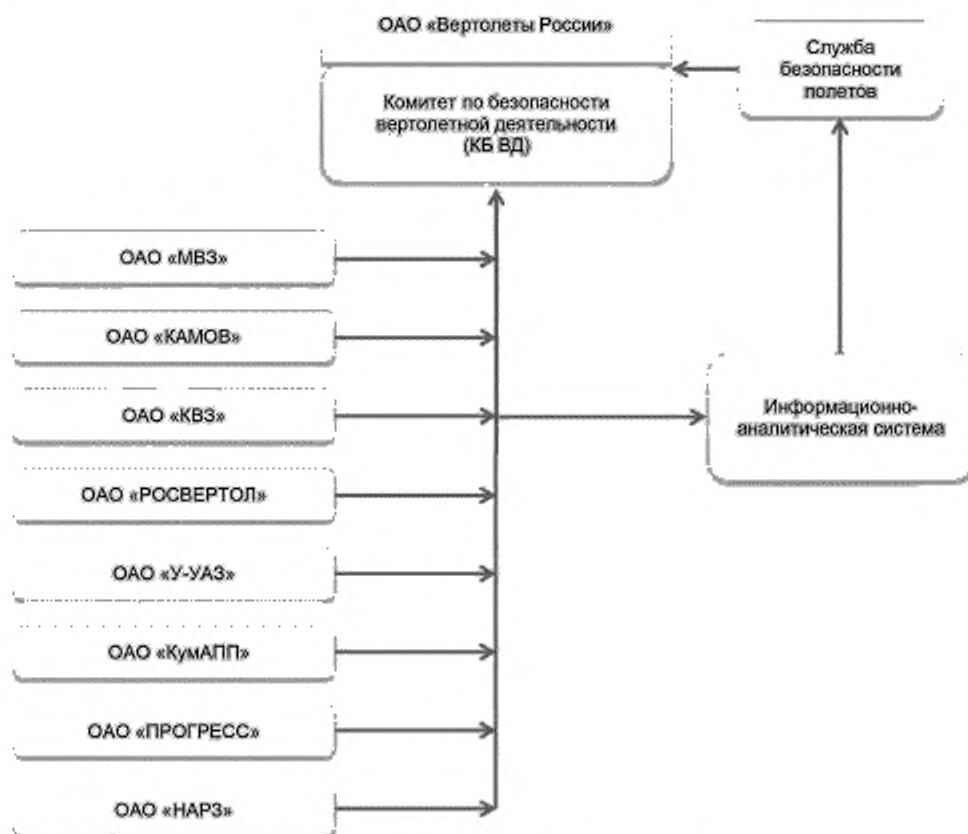 ОАО «Вертолеты России»
Служба
безопасности
полетов
Комитет по безопасности
вертолетной деятельности
(КБ ВД)
ОАО «МВЗ»
ОАО «КАМОВ»
ОАО «КВЗ»
Информационно-
аналитическая система
ОАО «РОСВЕРТОЛ»
ОАО «У-УАЗ»
ОАО «КумАПП»
ОАО «ПРОГРЕСС»
ОАО «НАРЗ»